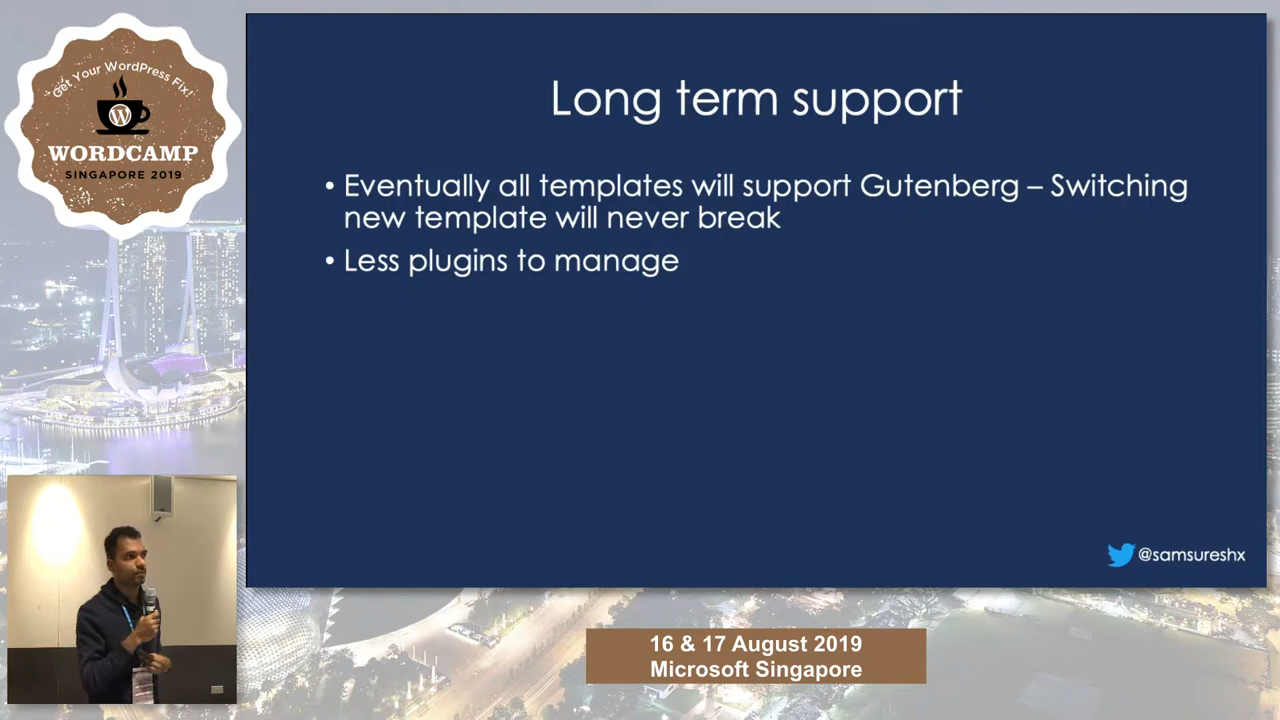 Get Your WordPress Fix!
WORDCAMP
SINGAPORE 2019
Long term support
• Eventually all templates will support Gutenberg – Switching
new template will never break
• Less plugins to manage
@samsureshx
16 & 17 August 2019
Microsoft Singapore